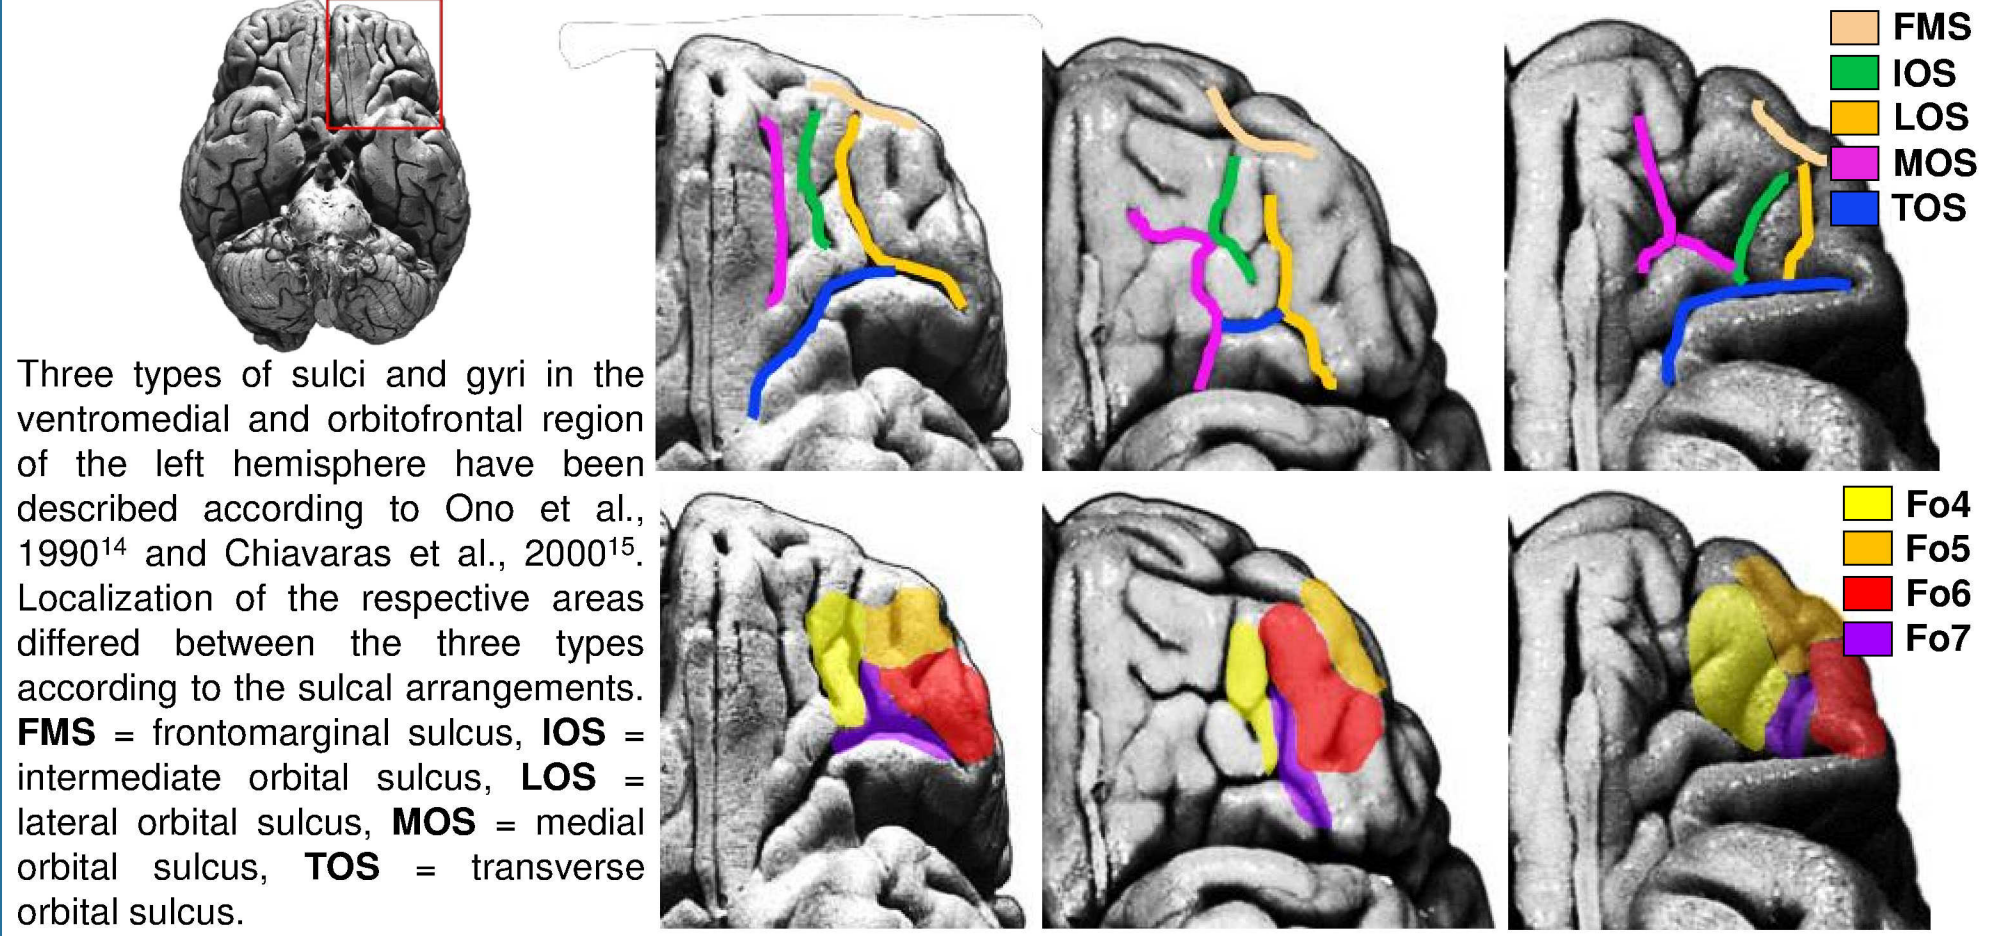 Three types of sulci and gyri in the
ventromedial and orbitofrontal region
of the left hemisphere have been
described according to Ono et al.,
1990¹⁴ and Chiavaras et al., 2000¹⁵.
Localization of the respective areas
differed between the three types
according to the sulcal arrangements.
FMS = frontomarginal sulcus, IOS =
intermediate orbital sulcus, LOS =
lateral orbital sulcus, MOS = medial
orbital sulcus, TOS = transverse
orbital sulcus.
FMS
IOS
LOS
MOS
TOS
Fo4
Fo5
Fo6
Fo7